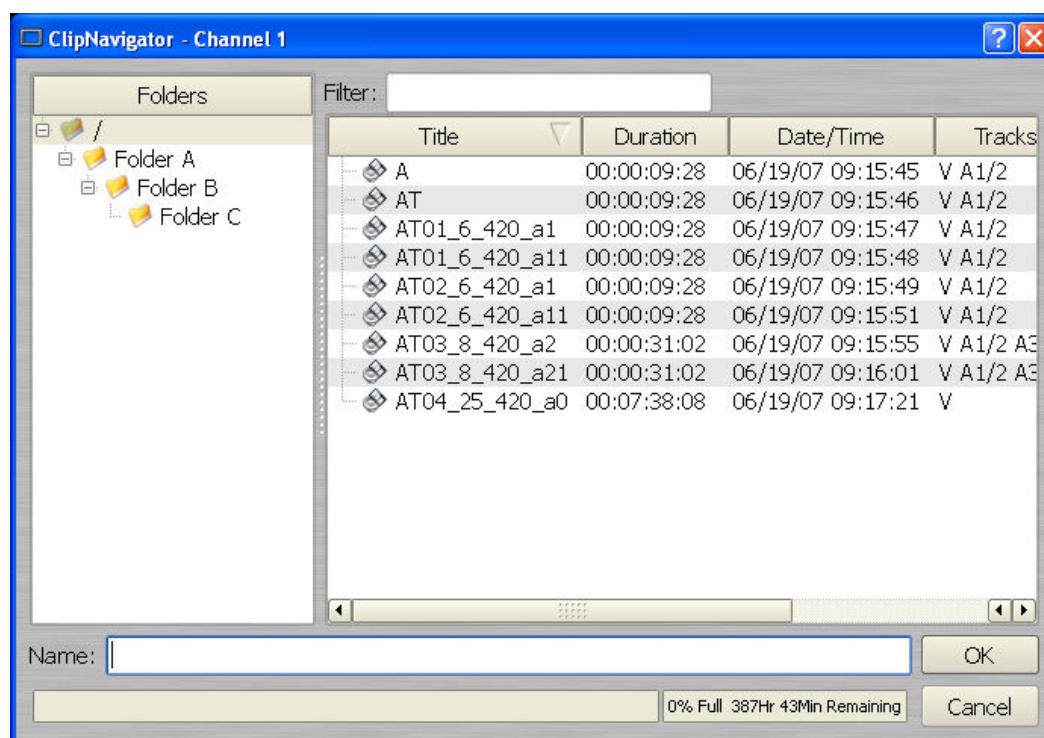 ClipNavigator - Channel 1
Folders
/
Folder A
Folder B
Folder C
Filter:
Title Duration Date/Time Tracks
A 00:00:09:28 06/19/07 09:15:45 V A1/2
AT 00:00:09:28 06/19/07 09:15:46 V A1/2
AT01_6_420_a1 00:00:09:28 06/19/07 09:15:47 V A1/2
AT01_6_420_a11 00:00:09:28 06/19/07 09:15:48 V A1/2
AT02_6_420_a1 00:00:09:28 06/19/07 09:15:49 V A1/2
AT02_6_420_a11 00:00:09:28 06/19/07 09:15:51 V A1/2
AT03_8_420_a2 00:00:31:02 06/19/07 09:15:55 V A1/2 A3
AT03_8_420_a21 00:00:31:02 06/19/07 09:16:01 V A1/2 A3
AT04_25_420_a0 00:07:38:08 06/19/07 09:17:21 V
Name:
OK
0% Full 387Hr 43Min Remaining
Cancel